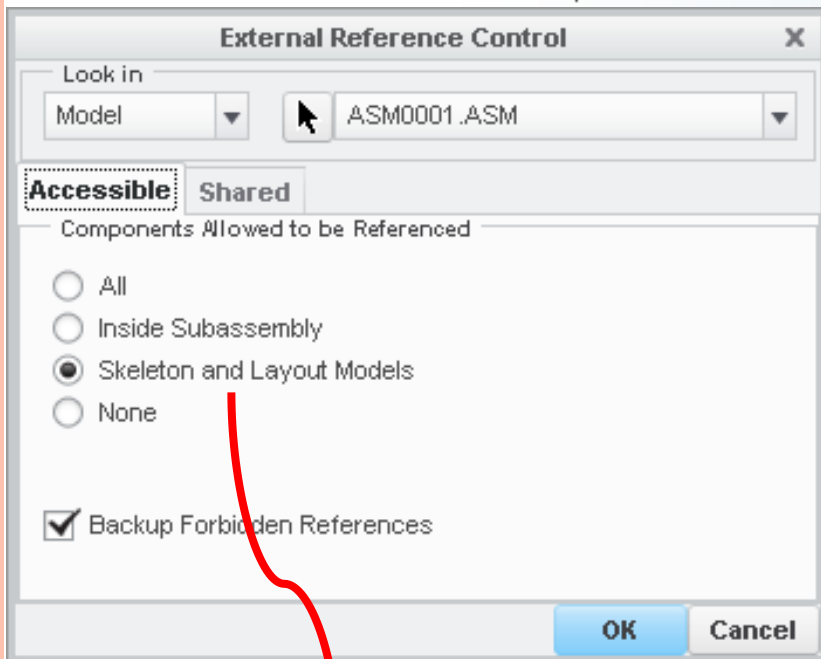 External Reference Control
Look in
Model
ASM0001.ASM
Accessible Shared
Components Allowed to be Referenced
All
Inside Subassembly
Skeleton and Layout Models
None
Backup Forbidden References
OK Cancel